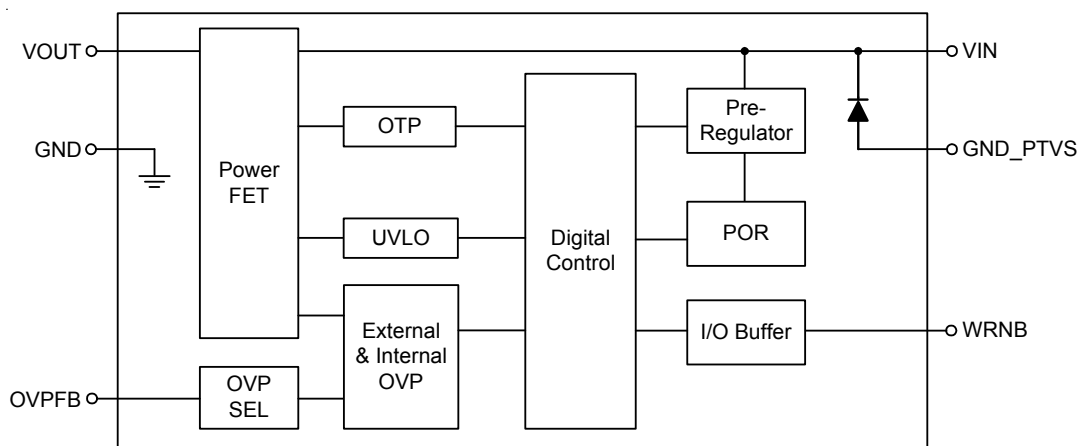 VOUT
VIN
Pre-
Regulator
OTP
GND
GND_PTVS
Power
FET
UVLO
Digital
Control
POR
External
& Internal
OVP
I/O Buffer
WRNB
OVP
SEL
OVPFB